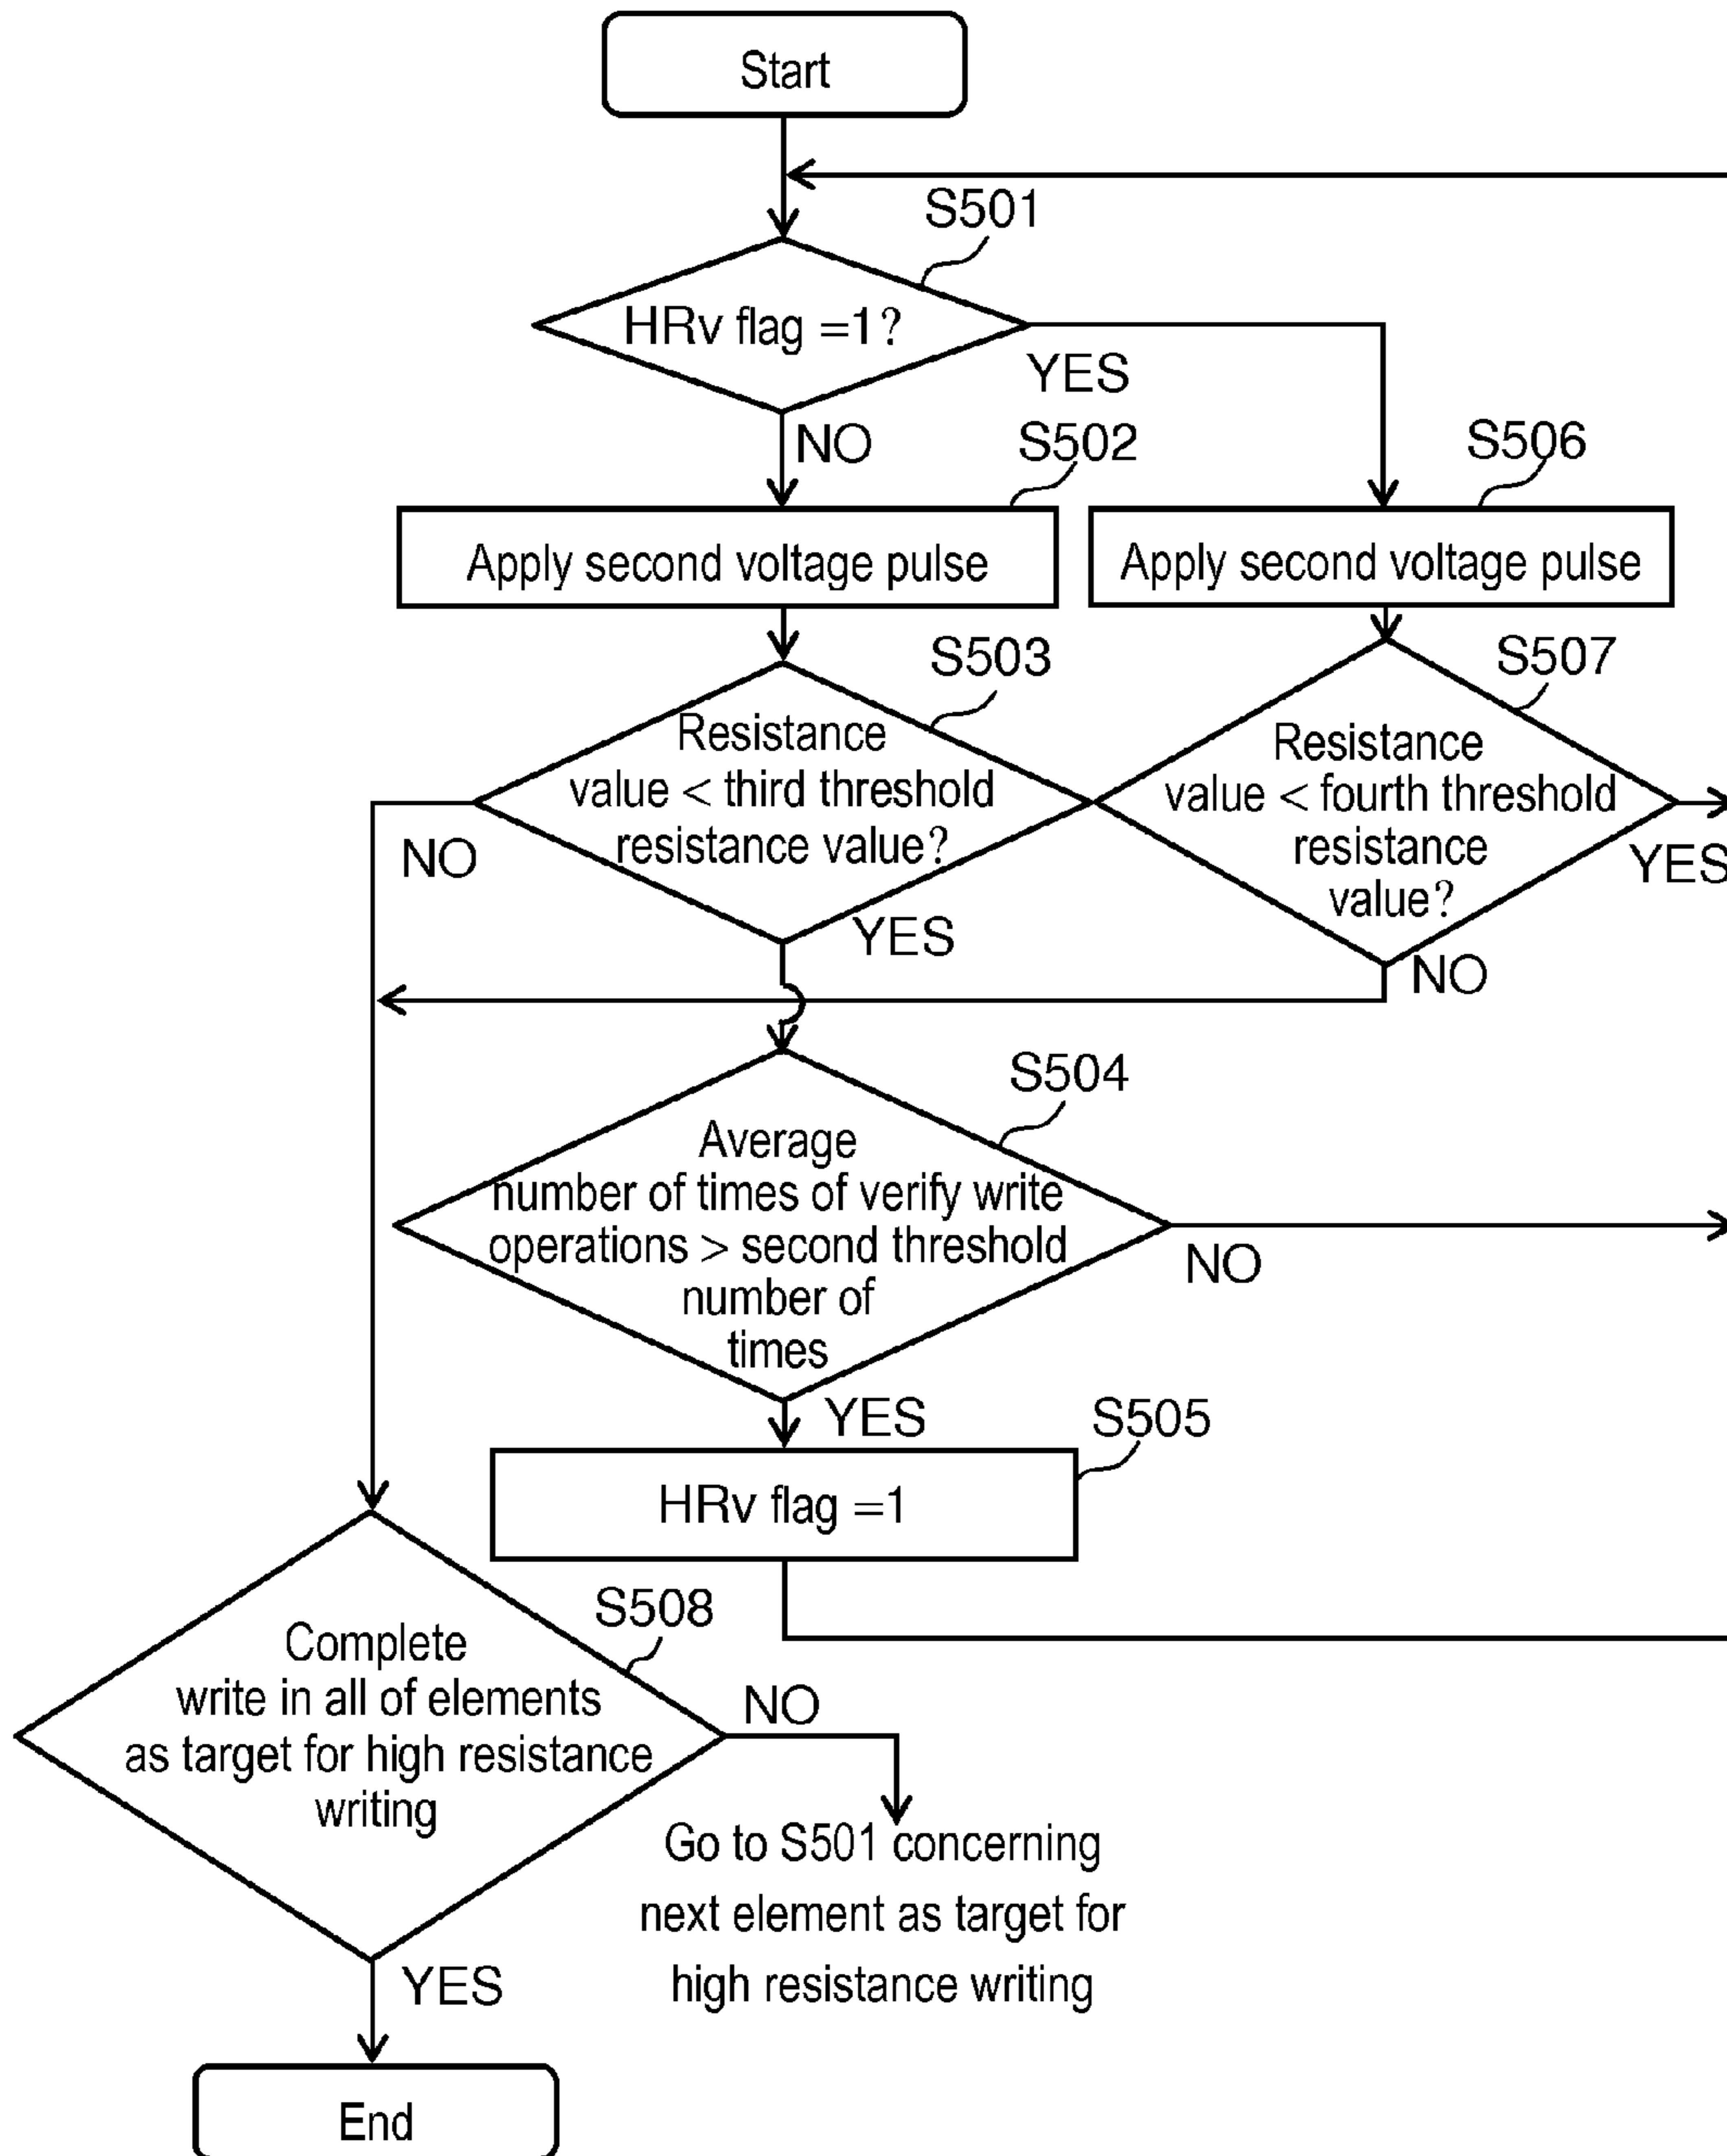 Start
S501
HRv flag =1?
YES
NO
S502
S506
Apply second voltage pulse
Apply second voltage pulse
S503
S507
Resistance
value < third threshold
resistance value?
Resistance
value < fourth threshold
resistance
value?
NO
YES
YES
NO
S504
Average
number of times of verify write
operations > second threshold
number of
times
NO
YES
S505
HRv flag =1
S508
Complete
write in all of elements
as target for high resistance
writing
NO
Go to S501 concerning
next element as target for
high resistance writing
YES
End